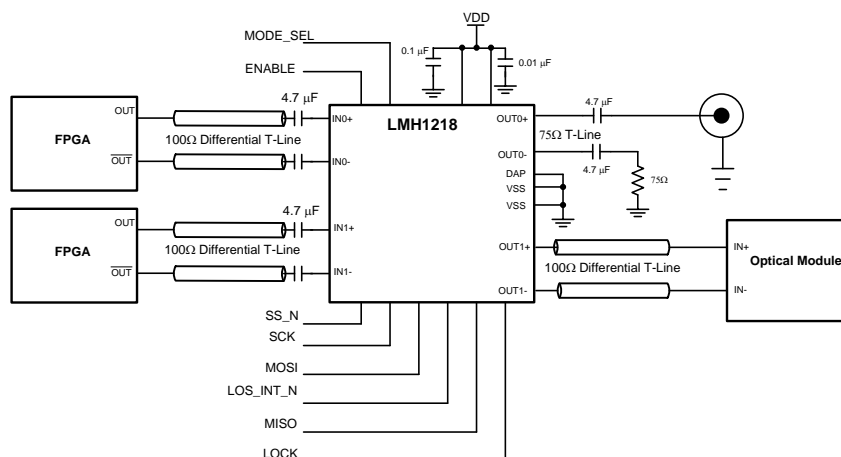 VDD
MODE_SEL
0.1 μF
0.01 μF
ENABLE
4.7 μF
4.7 μF
OUT
IN0+
LMH1218
OUT0+
FPGA
100Ω Differential T-Line
75Ω T-Line
OUT
IN0-
OUT0-
4.7 μF
DAP
75Ω
VSS
VSS
4.7 μF
OUT
IN1+
OUT1+
IN+
FPGA
100Ω Differential T-Line
100Ω Differential T-Line
Optical Module
OUT
IN1-
OUT1-
IN-
SS_N
SCK
MOSI
LOS_INT_N
MISO
LOCK